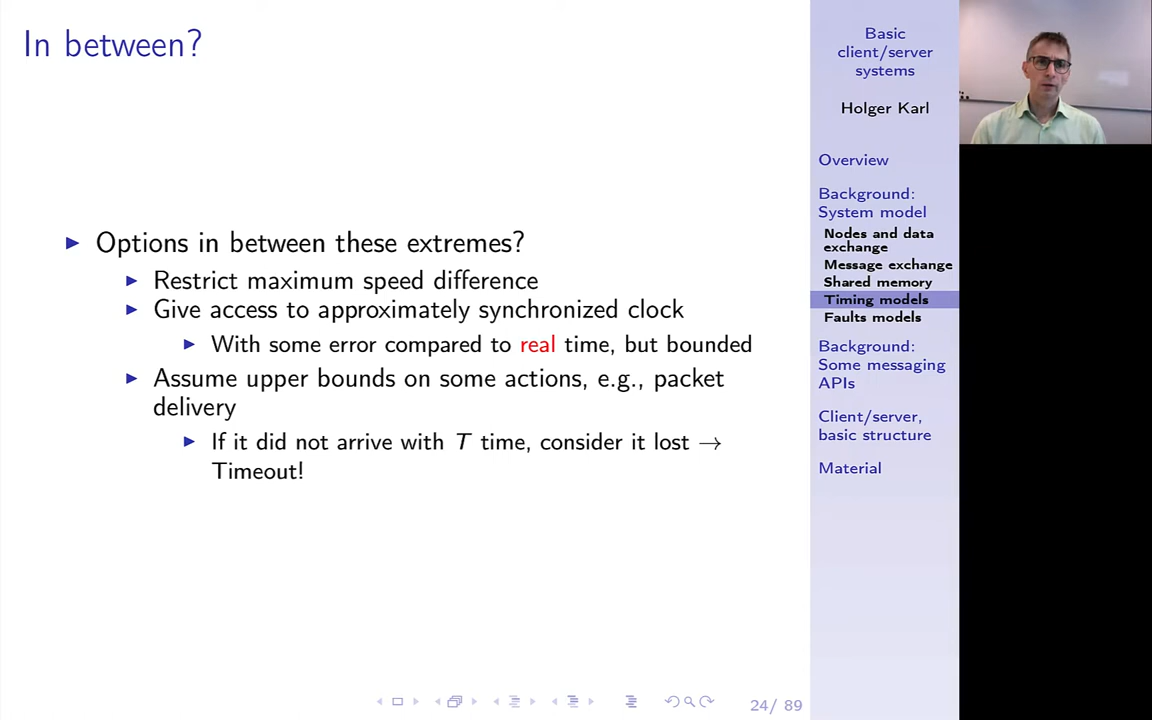 In between?
▶ Options in between these extremes?
▶ Restrict maximum speed difference
▶ Give access to approximately synchronized clock
▶ With some error compared to real time, but bounded
▶ Assume upper bounds on some actions, e.g., packet
delivery
▶ If it did not arrive with T time, consider it lost →
Timeout!
24/ 89
Basic
client/server
systems
Holger Karl
Overview
Background:
System model
Nodes and data
exchange
Message exchange
Shared memory
Timing models
Faults models
Background:
Some messaging
APIs
Client/server,
basic structure
Material